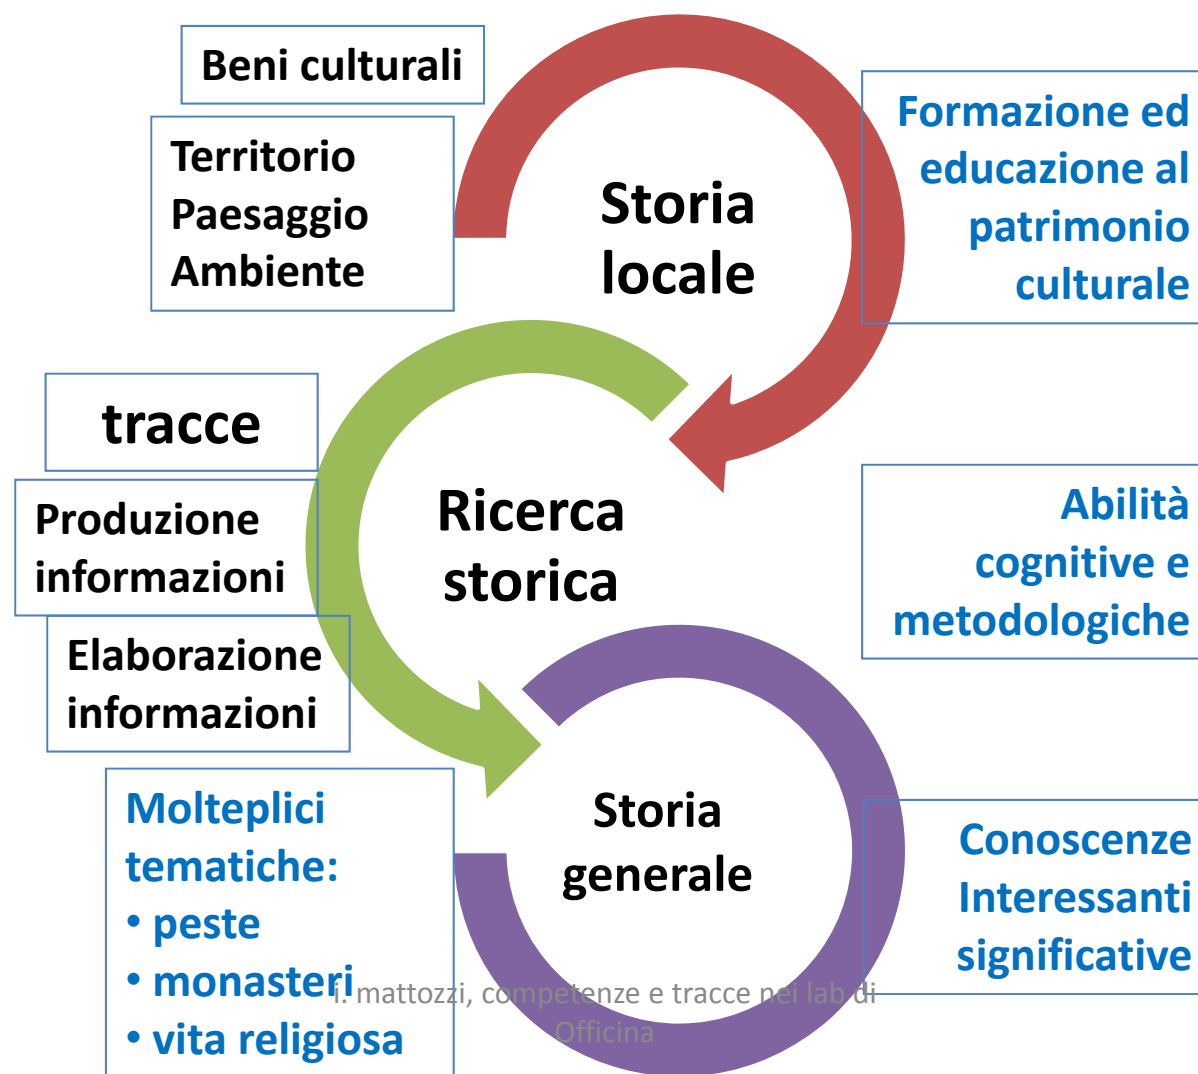 Beni culturali
Territorio
Paesaggio
Ambiente
Storia
locale
Formazione ed
educazione al
patrimonio
culturale
tracce
Produzione
informazioni
Elaborazione
informazioni
Ricerca
storica
Abilità
cognitive e
metodologiche
Molteplici
tematiche:
• peste
• monasteri
• vita religiosa
Storia
generale
Conoscenze
Interessanti
significative
i. mattozzi, competenze e tracce nei lab di
Officina